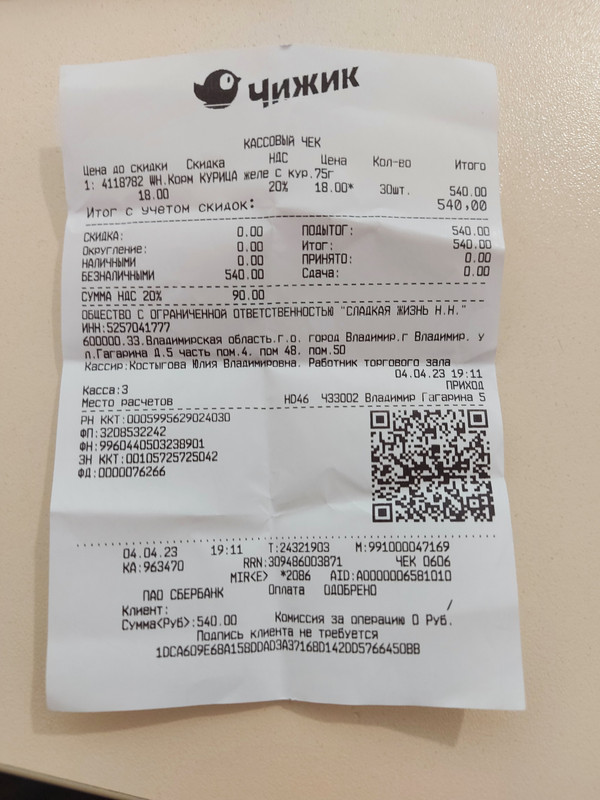 Чижик
КАССОВЫЙ ЧЕК
Цена до скидки Скидка НДС Цена Кол-во Итого
1: 4118782 WH.Корм КУРИЦА желе С кур.75г
18.00 20% 18.00* 30шт. 540.00
Итог с учетом скидок: 540,00
СКИДКА: 0.00 ПОДЫТОГ: 540.00
Округление: 0.00 Итог: 540.00
НАЛИЧНЫМИ 0.00 ПРИНЯТО: 0.00
БЕЗНАЛИЧНЫМИ 540.00 Сдача: 0.00
СУММА НДС 20% 90.00
ОБЩЕСТВО С ОГРАНИЧЕННОЙ ОТВЕТСТВЕННОСТЬЮ "СЛАДКАЯ ЖИЗНЬ Н.Н."
ИНН:5257041777
600000.33.Владимирская область.г.о. город Владимир.г Владимир. у
л.Гагарина Д.5 часть пом.4. пом 48. пом.50
Кассир:Костыгова Юлия Владимировна. Работник торгового зала
04.04.23 19:11
Касса:3 ПРИХОД
Место расчетов HD46 Ч33002 Владимир Гагарина 5
РН ККТ:0005995629024030
ФП:3208532242
ФН:9960440503238901
ЗН ККТ:00105725725042
ФД:0000076266
04.04.23 19:11 Т:24321903 М:991000047169
КА:963470 RRN:309486003871 ЧЕК 0606
MIR<E> *2086 AID:A0000006581010
ПАО СБЕРБАНК Оплата ОДОБРЕНО
Клиент: /
Сумма<Руб>:540.00 Комиссия за операцию 0 Руб.
Подпись клиента не требуется
1DCA609E68A158DDAD3A37168D142DD5766450BB